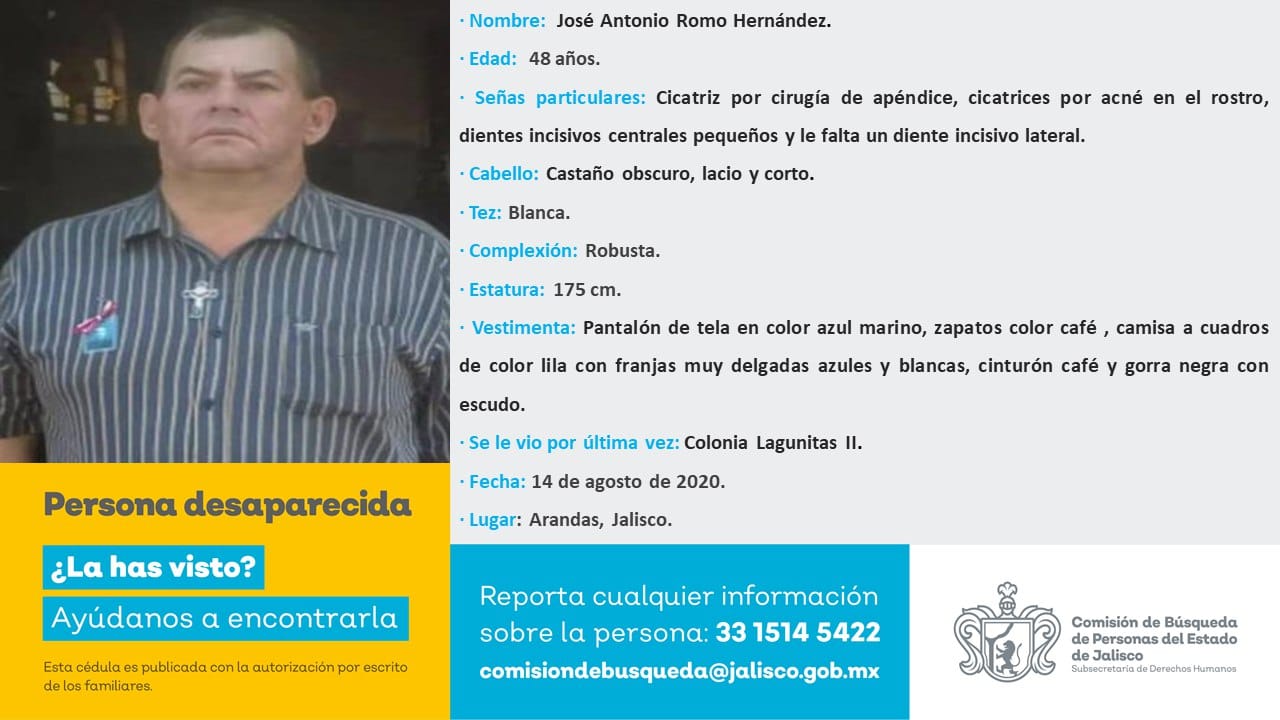 · Nombre: José Antonio Romo Hernández.
· Edad: 48 años.
· Señas particulares: Cicatriz por cirugía de apéndice, cicatrices por acné en el rostro,
dientes incisivos centrales pequeños y le falta un diente incisivo lateral.
· Cabello: Castaño obscuro, lacio y corto.
· Tez: Blanca.
· Complexión: Robusta.
· Estatura: 175 cm.
· Vestimenta: Pantalón de tela en color azul marino, zapatos color café , camisa a cuadros
de color lila con franjas muy delgadas azules y blancas, cinturón café y gorra negra con
escudo.
· Se le vio por última vez: Colonia Lagunitas II.
· Fecha: 14 de agosto de 2020.
· Lugar: Arandas, Jalisco.
Persona desaparecida
¿La has visto?
Ayúdanos a encontrarla
Esta cédula es publicada con la autorización por escrito
de los familiares.
Reporta cualquier información
sobre la persona: 33 1514 5422
comisiondebusqueda@jalisco.gob.mx
Comisión de Búsqueda
de Personas del Estado
de Jalisco
Subsecretaría de Derechos Humanos